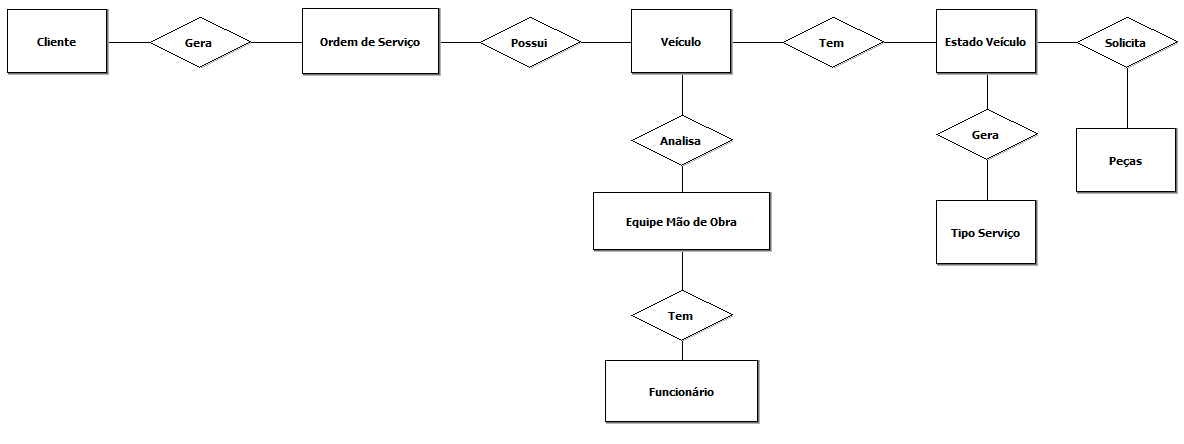 Cliente
Gera
Ordem de Serviço
Possui
Veículo
Tem
Estado Veículo
Solicita
Analisa
Gera
Peças
Equipe Mão de Obra
Tipo Serviço
Tem
Funcionário